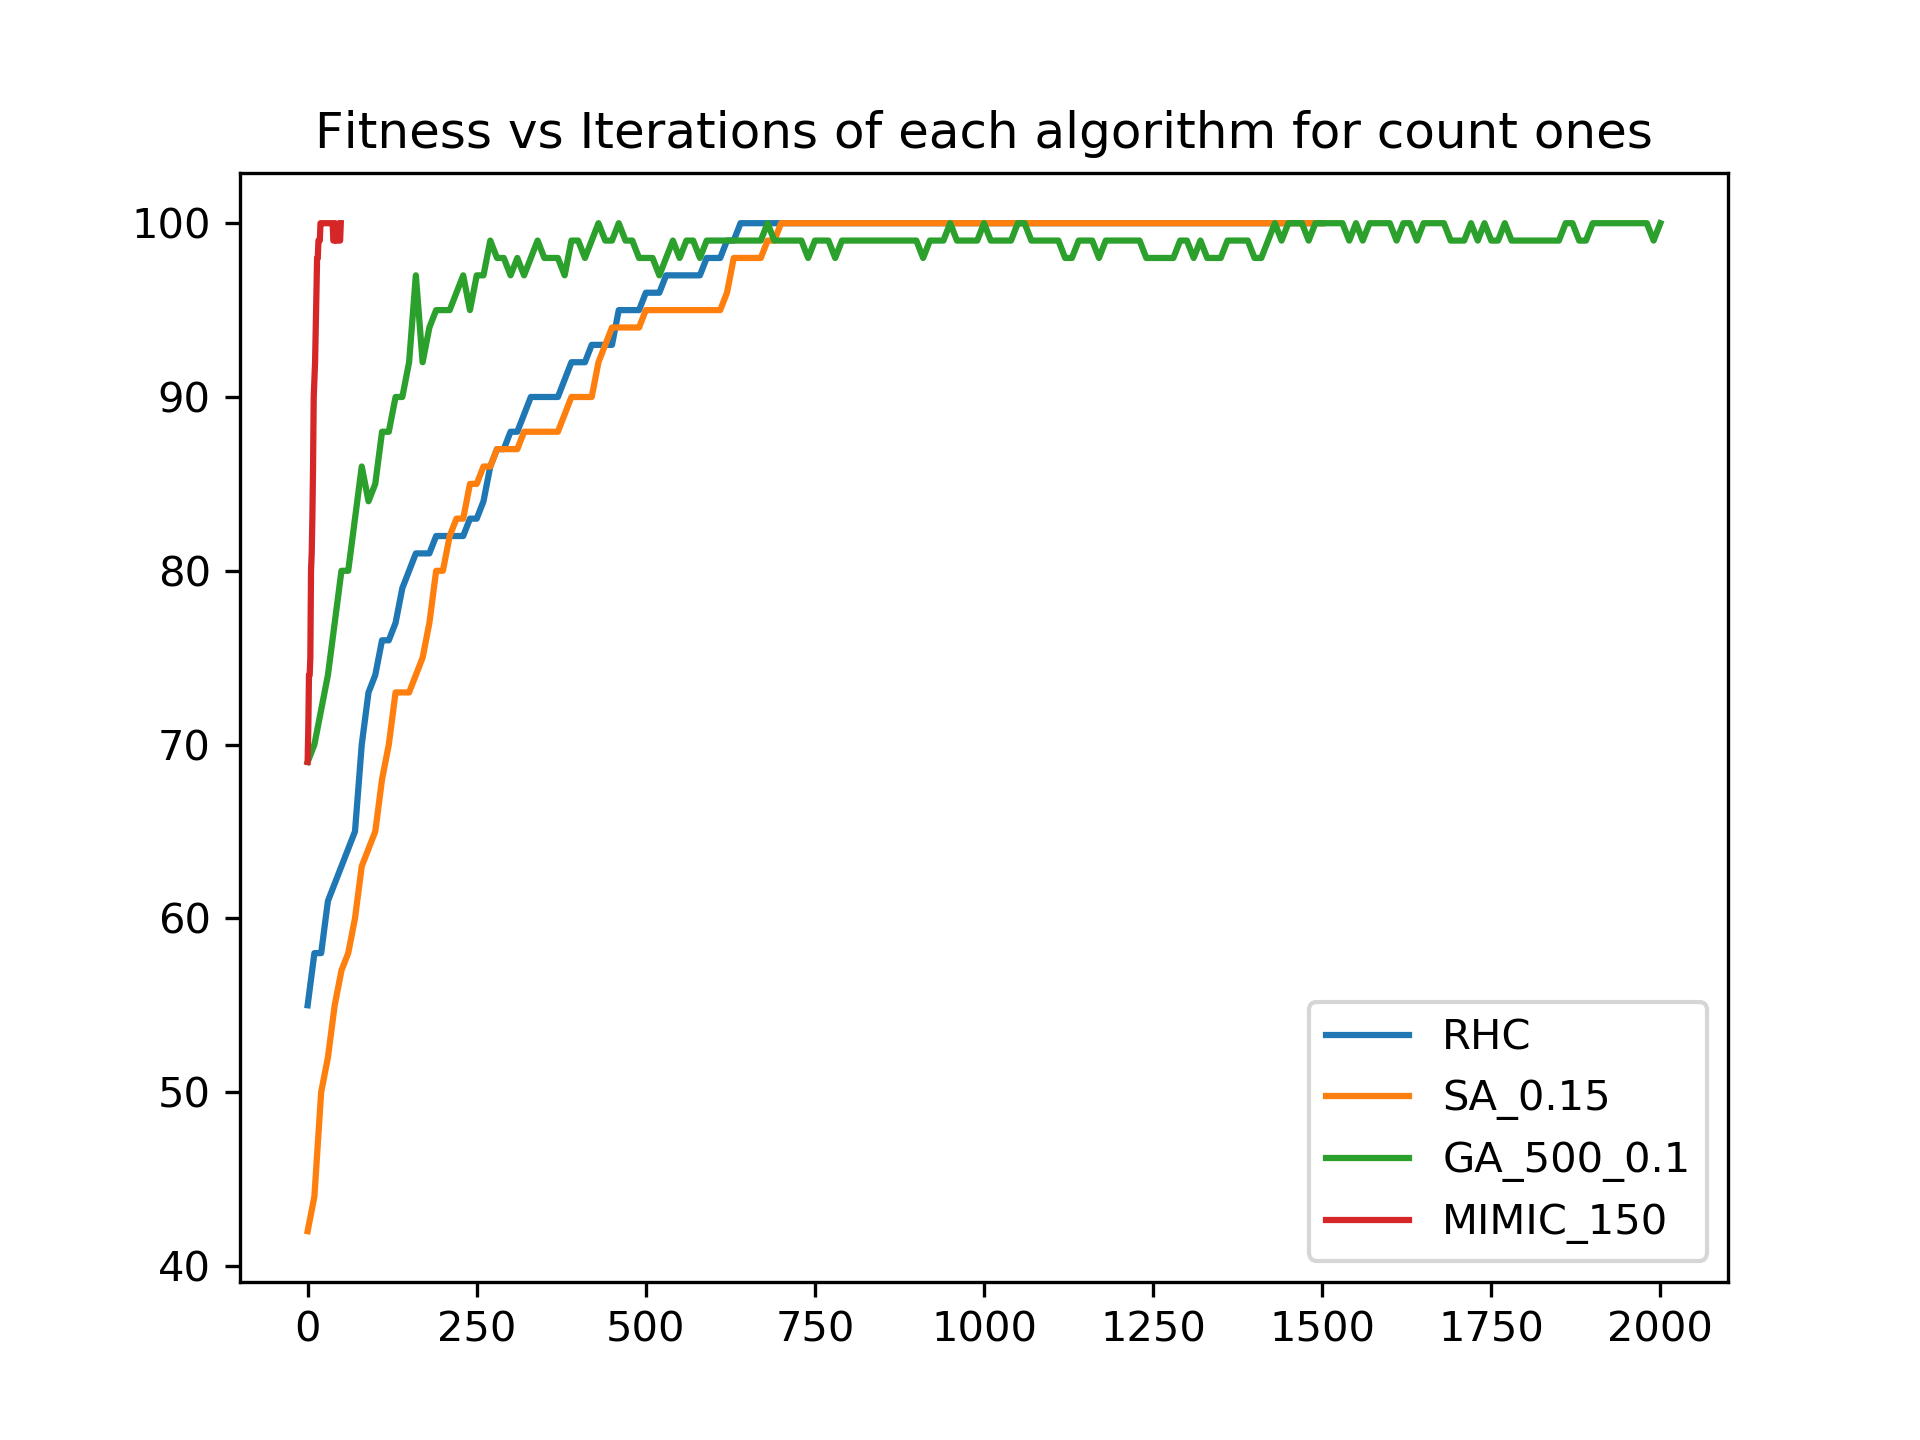 Fitness vs Iterations of each algorithm for count ones
100
90
80
70
60
50
40
0 250 500 750 1000 1250 1500 1750 2000
RHC
SA_0.15
GA_500_0.1
MIMIC_150